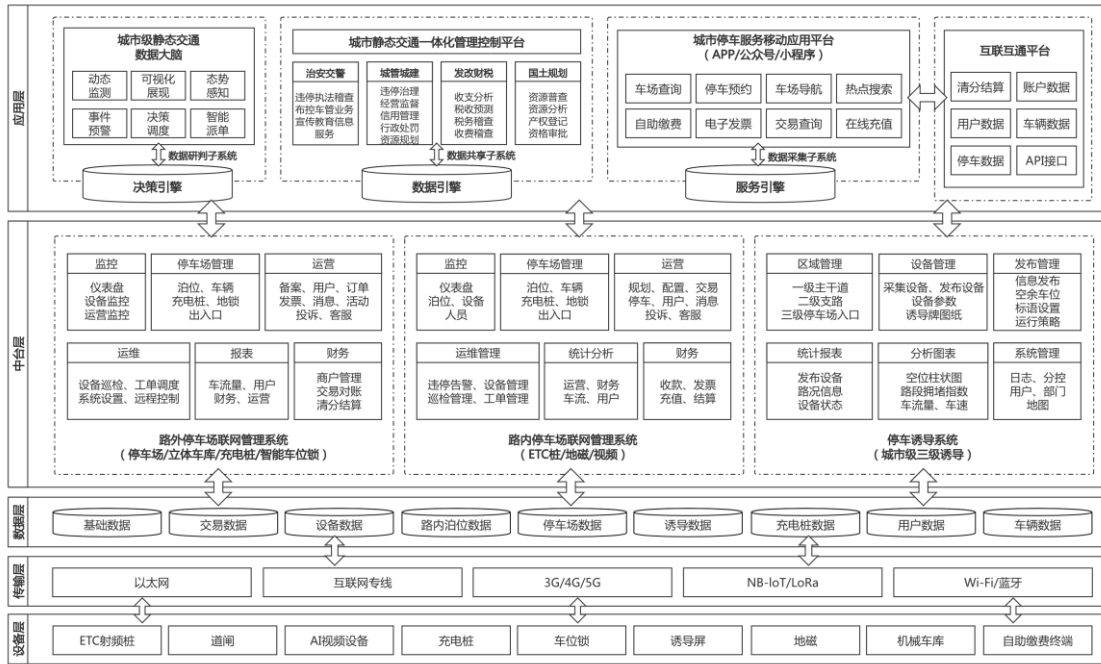 应用层
城市级静态交通
数据大脑
动态
监测
可视化
展现
态势
感知
事件
预警
决策
调度
智能
派单
数据研判子系统
决策引擎
城市静态交通一体化管理控制平台
治安交警
违停执法稽查
布控车管业务
宣传教育信息
服务
城管城建
违停治理
经营监督
信用管理
行政处罚
资源规划
发改财税
收支分析
税收预测
税务稽查
收费稽查
国土规划
资源普查
资源分析
产权登记
资格审批
数据共享子系统
数据引擎
城市停车服务移动应用平台
(APP/公众号/小程序)
车场查询
停车预约
车场导航
热点搜索
自助缴费
电子发票
交易查询
在线充值
数据采集子系统
服务引擎
互联互通平台
清分结算
账户数据
用户数据
车辆数据
停车数据
API接口
中台层
监控
仪表盘
设备监控
运营监控
停车场管理
泊位、车辆
充电桩、地锁
出入口
运营
备案、用户、订单
发票、消息、活动
投诉、客服
运维
设备巡检、工单调度
系统设置、远程控制
报表
车流量、用户
财务、运营
财务
商户管理
交易对账
清分结算
路外停车场联网管理系统
(停车场/立体车库/充电桩/智能车位锁)
监控
仪表盘
泊位、设备
人员
停车场管理
泊位、车辆
充电桩、地锁
出入口
运营
规划、配置、交易
停车、用户、消息
投诉、客服
运维管理
违停告警、设备管理
巡检管理、工单管理
统计分析
运营、财务
车流、用户
财务
收款、发票
充值、结算
路内停车场联网管理系统
(ETC桩/地磁/视频)
区域管理
一级主干道
二级支路
三级停车场入口
设备管理
采集设备、发布设备
设备参数
诱导牌图纸
发布管理
信息发布
空余车位
标语设置
运行策略
统计报表
发布设备
路况信息
设备状态
分析图表
空位柱状图
路段拥堵指数
车流量、车速
系统管理
日志、分控
用户、部门
地图
停车诱导系统
(城市级三级诱导)
数据层
基础数据
交易数据
设备数据
路内泊位数据
停车场数据
诱导数据
充电桩数据
用户数据
车辆数据
传输层
以太网
互联网专线
3G/4G/5G
NB-loT/LoRa
Wi-Fi/蓝牙
设备层
ETC射频桩
道闸
AI视频设备
充电桩
车位锁
诱导屏
地磁
机械车库
自助缴费终端